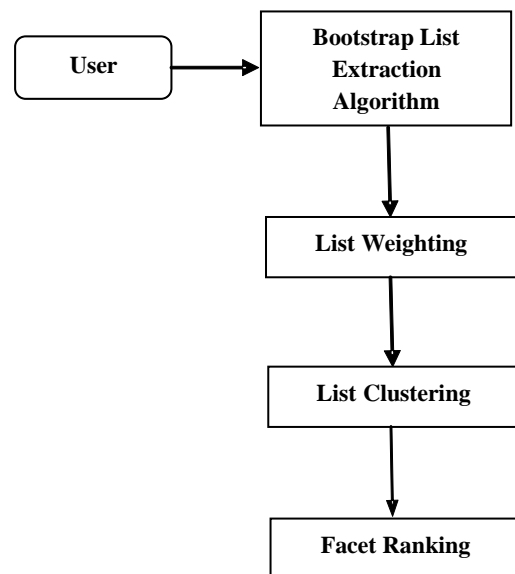 User
Bootstrap List
Extraction
Algorithm
List Weighting
List Clustering
Facet Ranking